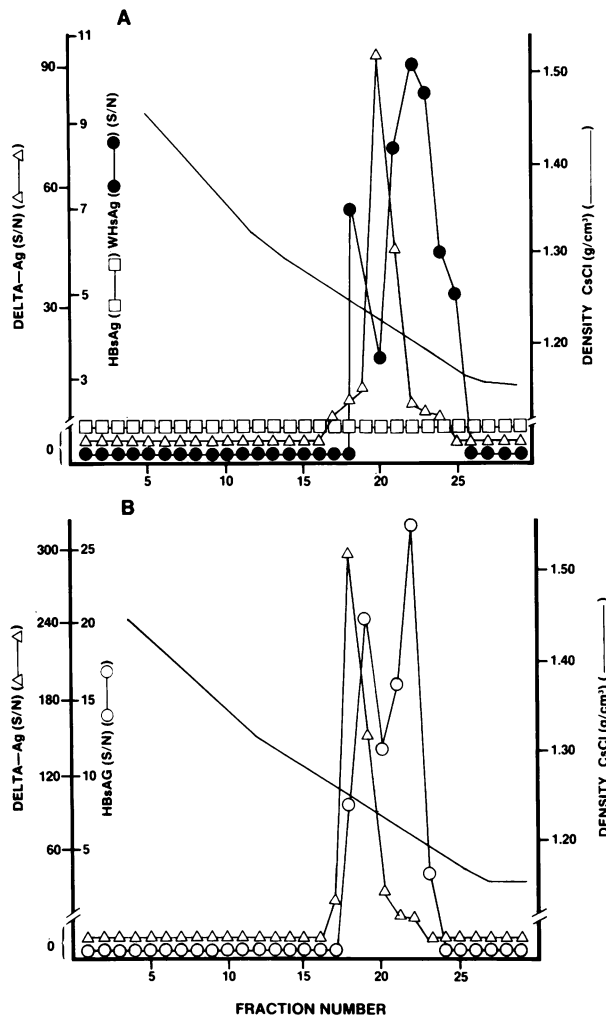 A
11
90
9
60
7
5
30
3
0
DELTA—Ag (S/N) (△—△)
HBsAg (□—□) WHsAg (●—●) (S/N)
1.50
1.40
1.30
1.20
DENSITY CsCl (g/cm³) (——)
5 10 15 20 25
B
300 25
240 20
180 15
120 10
60 5
0
DELTA—Ag (S/N) (△—△)
HBsAG (S/N) (○—○)
1.50
1.40
1.30
1.20
DENSITY CsCl (g/cm³) (——)
5 10 15 20 25
FRACTION NUMBER